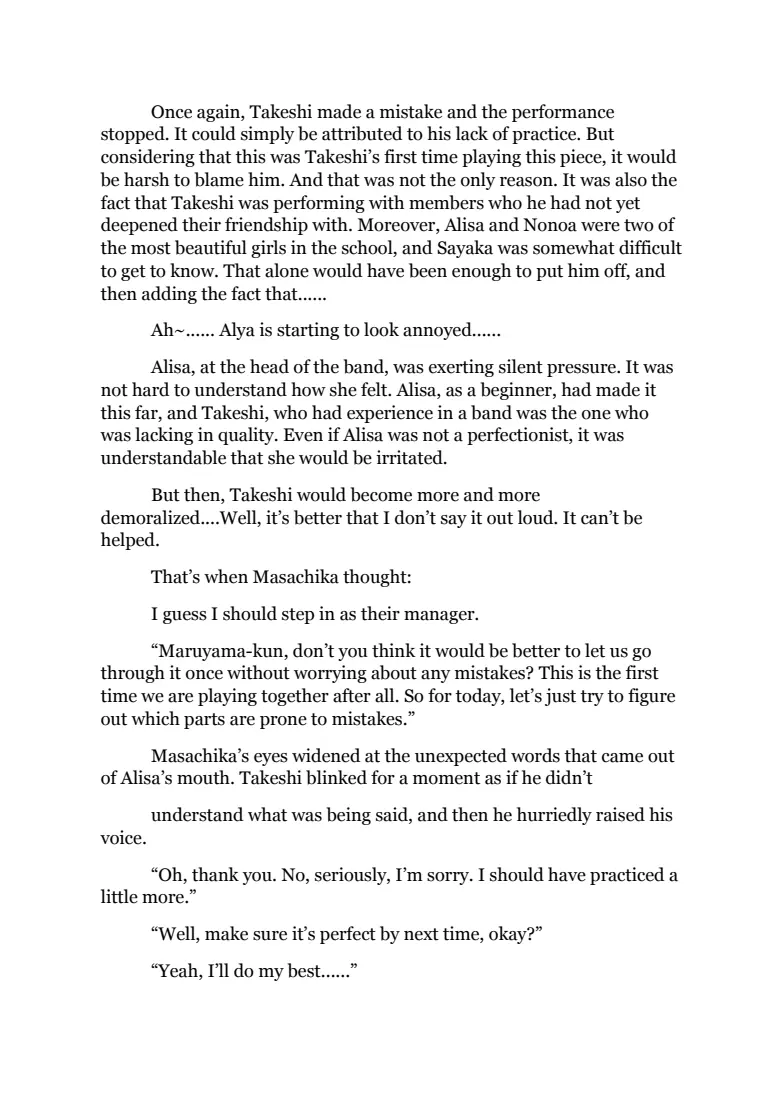 Once again, Takeshi made a mistake and the performance
stopped. It could simply be attributed to his lack of practice. But
considering that this was Takeshi’s first time playing this piece, it would
be harsh to blame him. And that was not the only reason. It was also the
fact that Takeshi was performing with members who he had not yet
deepened their friendship with. Moreover, Alisa and Nonoa were two of
the most beautiful girls in the school, and Sayaka was somewhat difficult
to get to know. That alone would have been enough to put him off, and
then adding the fact that......
Ah~...... Alya is starting to look annoyed......
Alisa, at the head of the band, was exerting silent pressure. It was
not hard to understand how she felt. Alisa, as a beginner, had made it
this far, and Takeshi, who had experience in a band was the one who
was lacking in quality. Even if Alisa was not a perfectionist, it was
understandable that she would be irritated.
But then, Takeshi would become more and more
demoralized....Well, it’s better that I don’t say it out loud. It can’t be
helped.
That’s when Masachika thought:
I guess I should step in as their manager.
“Maruyama-kun, don’t you think it would be better to let us go
through it once without worrying about any mistakes? This is the first
time we are playing together after all. So for today, let’s just try to figure
out which parts are prone to mistakes.”
Masachika’s eyes widened at the unexpected words that came out
of Alisa’s mouth. Takeshi blinked for a moment as if he didn’t
understand what was being said, and then he hurriedly raised his
voice.
“Oh, thank you. No, seriously, I’m sorry. I should have practiced a
little more.”
“Well, make sure it’s perfect by next time, okay?”
“Yeah, I’ll do my best......”